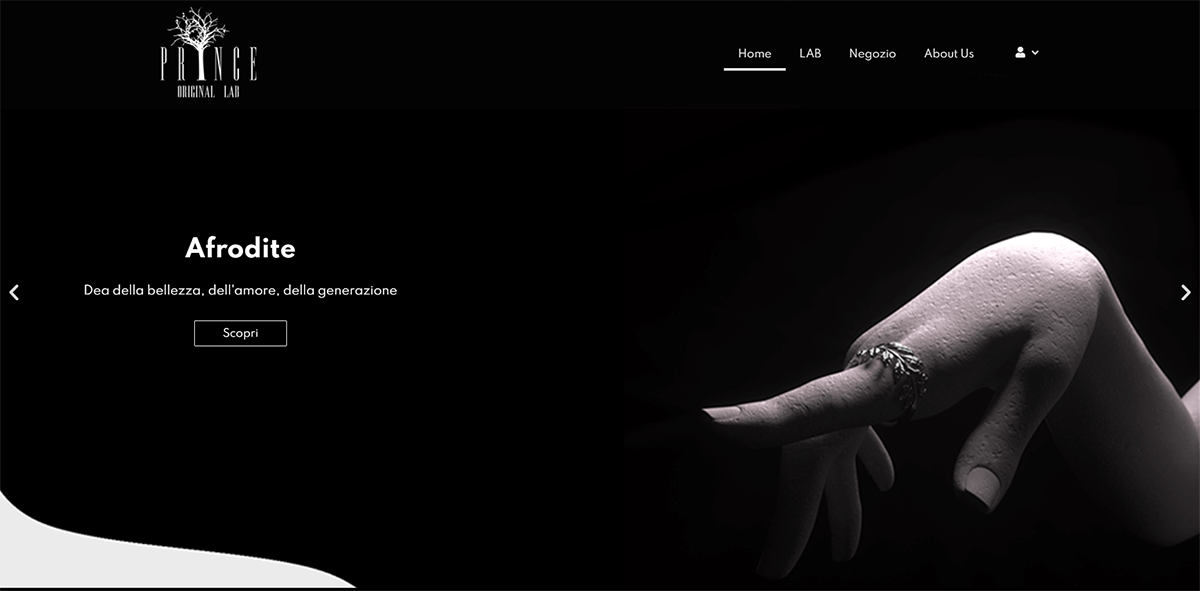 PRINCE
ORIGINAL LAB
Home LAB Negozio About Us
Afrodite
Dea della bellezza, dell'amore, della generazione
Scopri